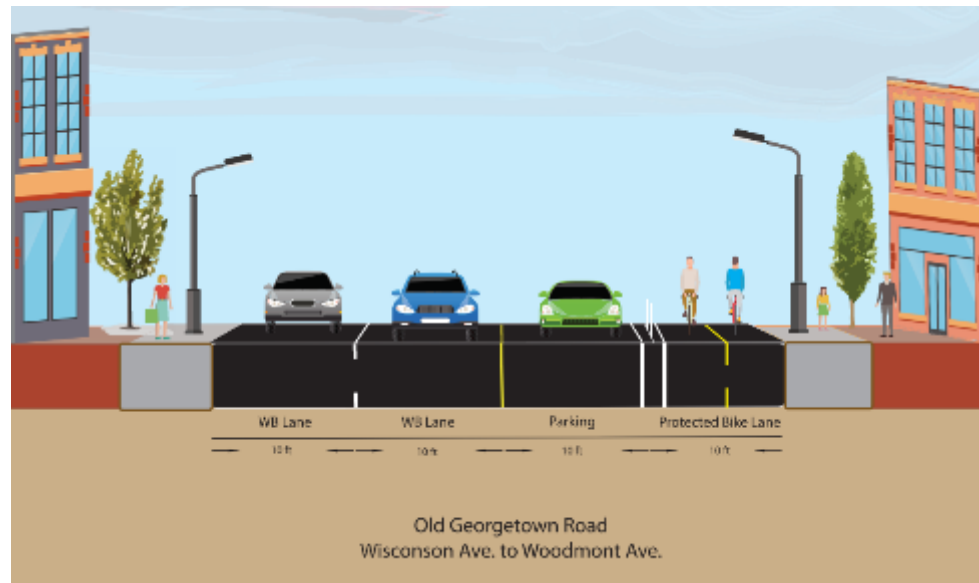 WB Lane WB Lane Parking Protected Bike Lane
10 ft 10 ft 10 ft 10 ft
Old Georgetown Road
Wisconson Ave. to Woodmont Ave.